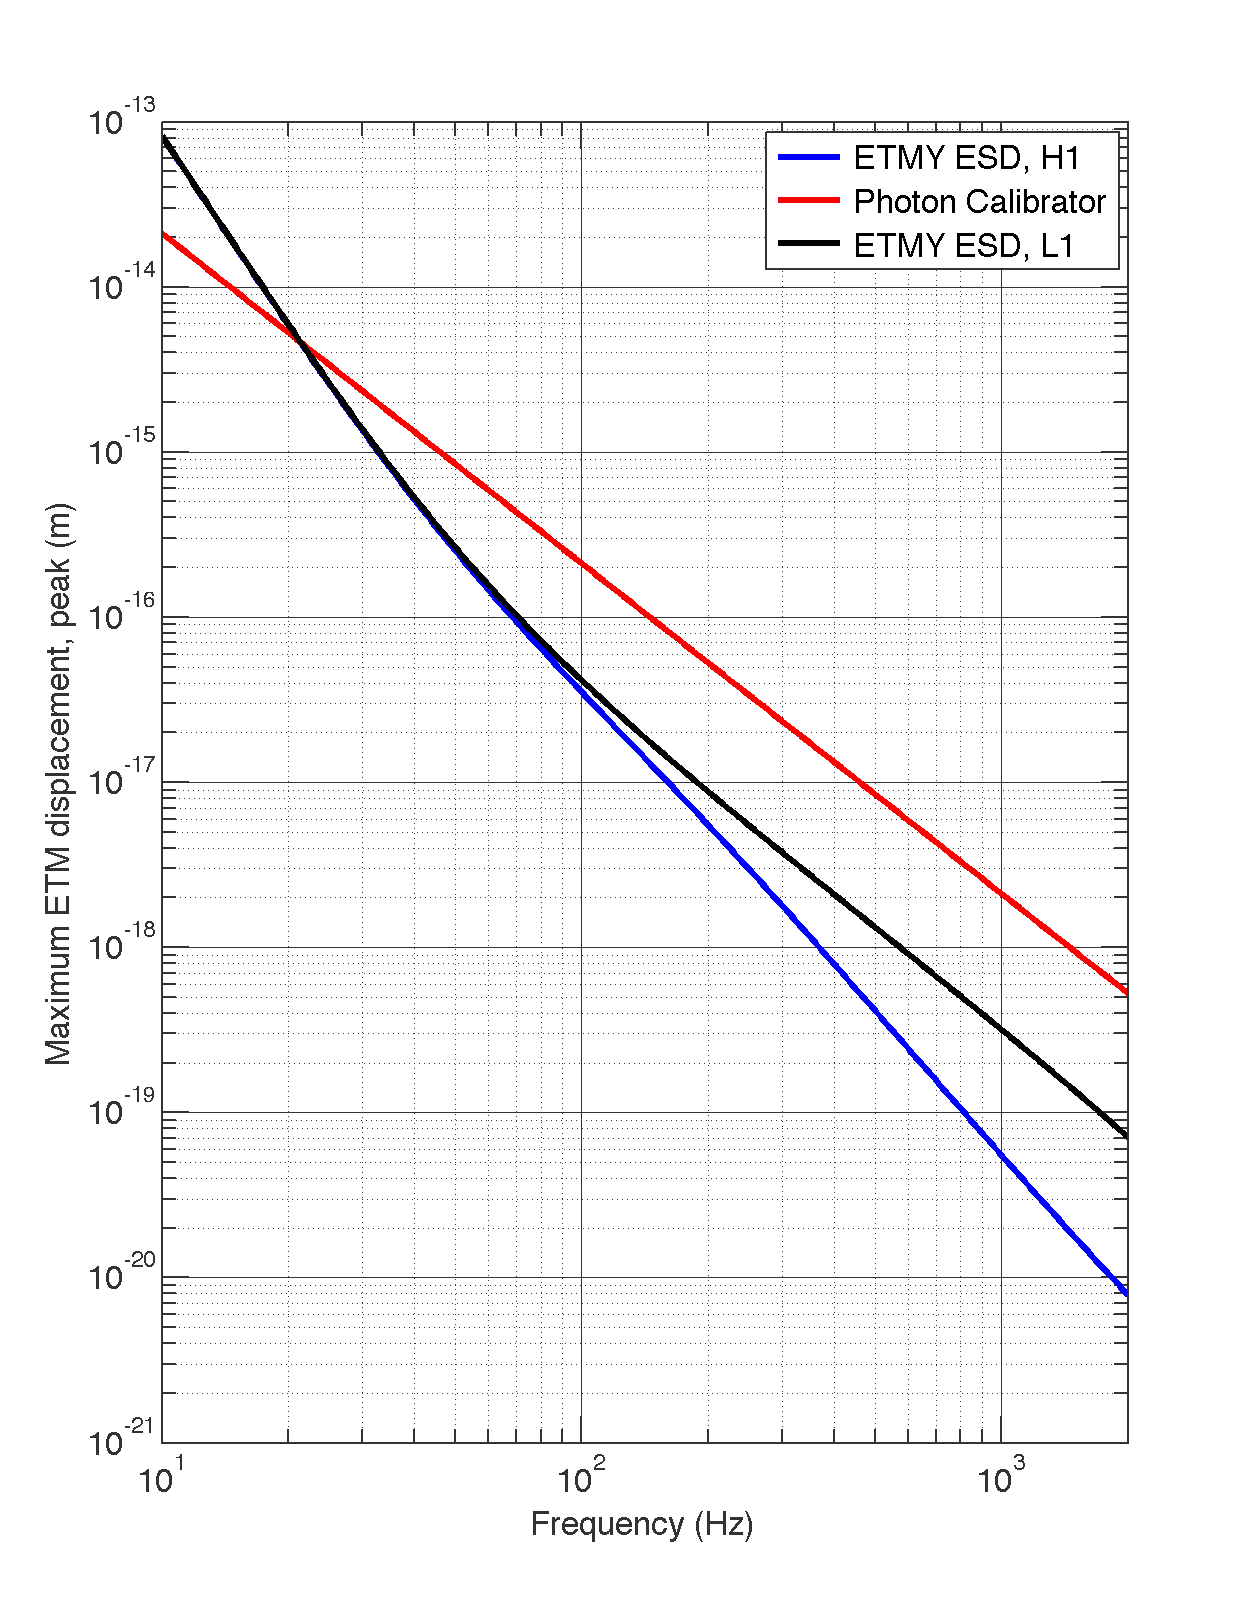 ETMY ESD, H1
Photon Calibrator
ETMY ESD, L1
Maximum ETM displacement, peak (m)
10^-13
10^-14
10^-15
10^-16
10^-17
10^-18
10^-19
10^-20
10^-21
10^1 10^2 10^3
Frequency (Hz)